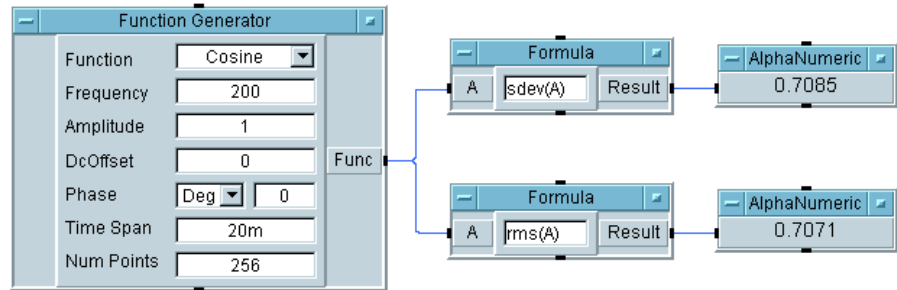 Function Generator
Function Cosine
Frequency 200
Amplitude 1
DcOffset 0
Phase Deg 0
Time Span 20m
Num Points 256
Func
Formula
A sdev(A) Result
AlphaNumeric
0.7085
Formula
A rms(A) Result
AlphaNumeric
0.7071